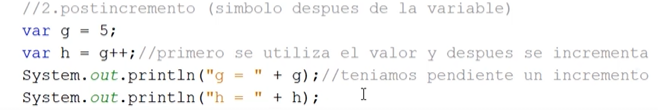 //2.postincremento (simbolo despues de la variable)
var g = 5;
var h = g++;//primero se utiliza el valor y despues se incrementa
System.out.println("g = " + g);//teniamos pendiente un incremento
System.out.println("h = " + h);